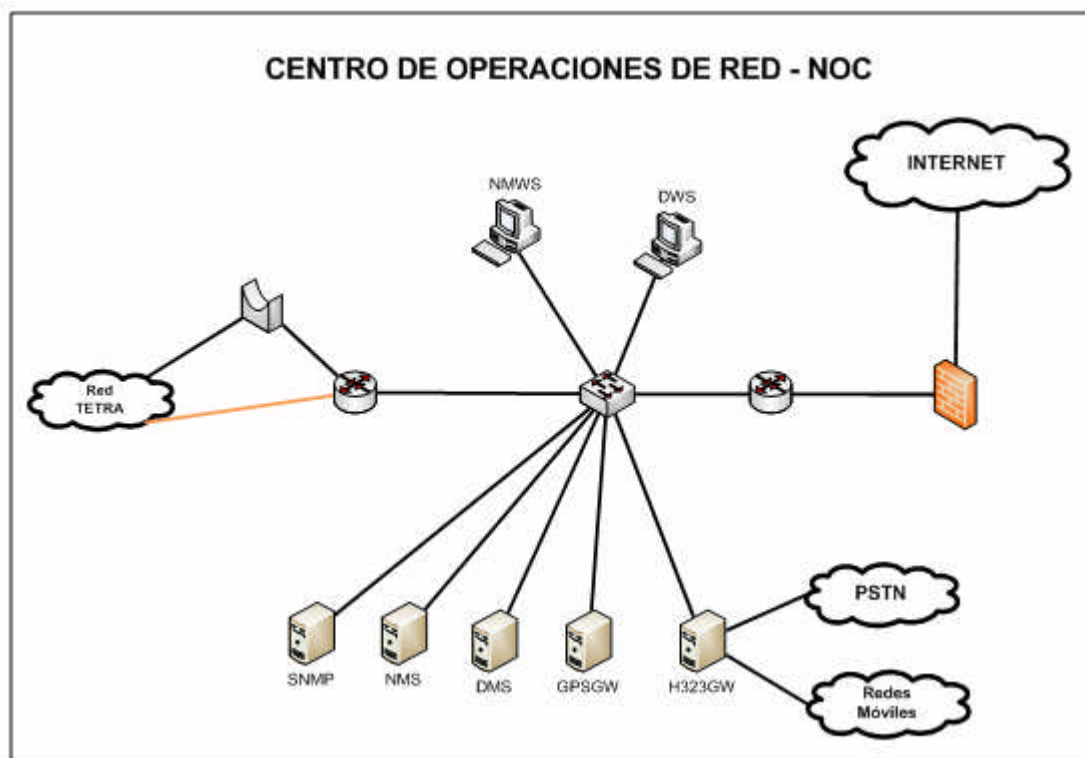 CENTRO DE OPERACIONES DE RED - NOC
INTERNET
NMWS
DWS
Red
TETRA
SNMP
NMS
DMS
GPSGW
H323GW
PSTN
Redes
Móviles